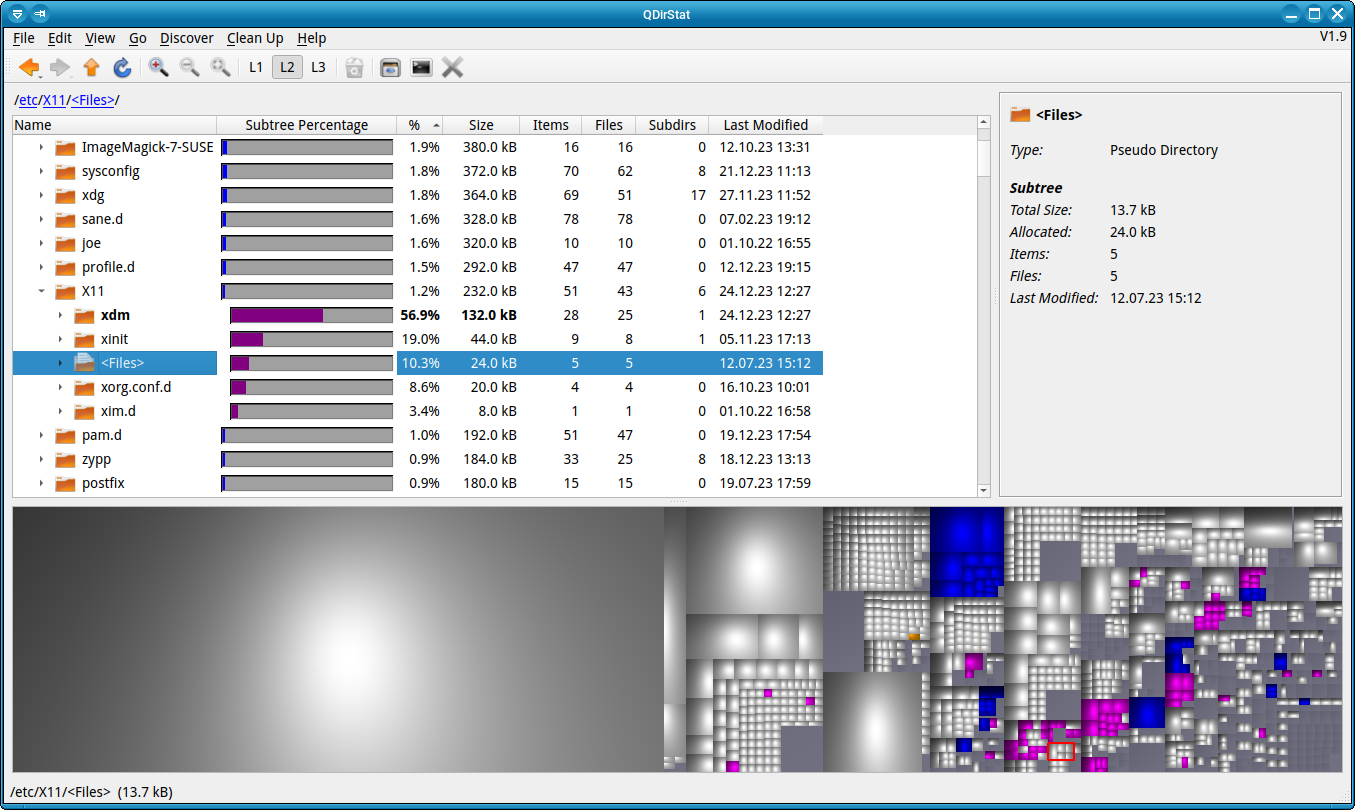 QDirStat
File Edit View Go Discover Clean Up Help V1.9
L1 L2 L3
/etc/X11/<Files>/
Name Subtree Percentage % Size Items Files Subdirs Last Modified
ImageMagick-7-SUSE 1.9% 380.0 kB 16 16 0 12.10.23 13:31
sysconfig 1.8% 372.0 kB 70 62 8 21.12.23 11:13
xdg 1.8% 364.0 kB 69 51 17 27.11.23 11:52
sane.d 1.6% 328.0 kB 78 78 0 07.02.23 19:12
joe 1.6% 320.0 kB 10 10 0 01.10.22 16:55
profile.d 1.5% 292.0 kB 47 47 0 12.12.23 19:15
X11 1.2% 232.0 kB 51 43 6 24.12.23 12:27
xdm 56.9% 132.0 kB 28 25 1 24.12.23 12:27
xinit 19.0% 44.0 kB 9 8 1 05.11.23 17:13
<Files> 10.3% 24.0 kB 5 5 12.07.23 15:12
xorg.conf.d 8.6% 20.0 kB 4 4 0 16.10.23 10:01
xim.d 3.4% 8.0 kB 1 1 0 01.10.22 16:58
pam.d 1.0% 192.0 kB 51 47 0 19.12.23 17:54
zypp 0.9% 184.0 kB 33 25 8 18.12.23 13:13
postfix 0.9% 180.0 kB 15 15 0 19.07.23 17:59
<Files>
Type: Pseudo Directory
Subtree
Total Size: 13.7 kB
Allocated: 24.0 kB
Items: 5
Files: 5
Last Modified: 12.07.23 15:12
/etc/X11/<Files> (13.7 kB)